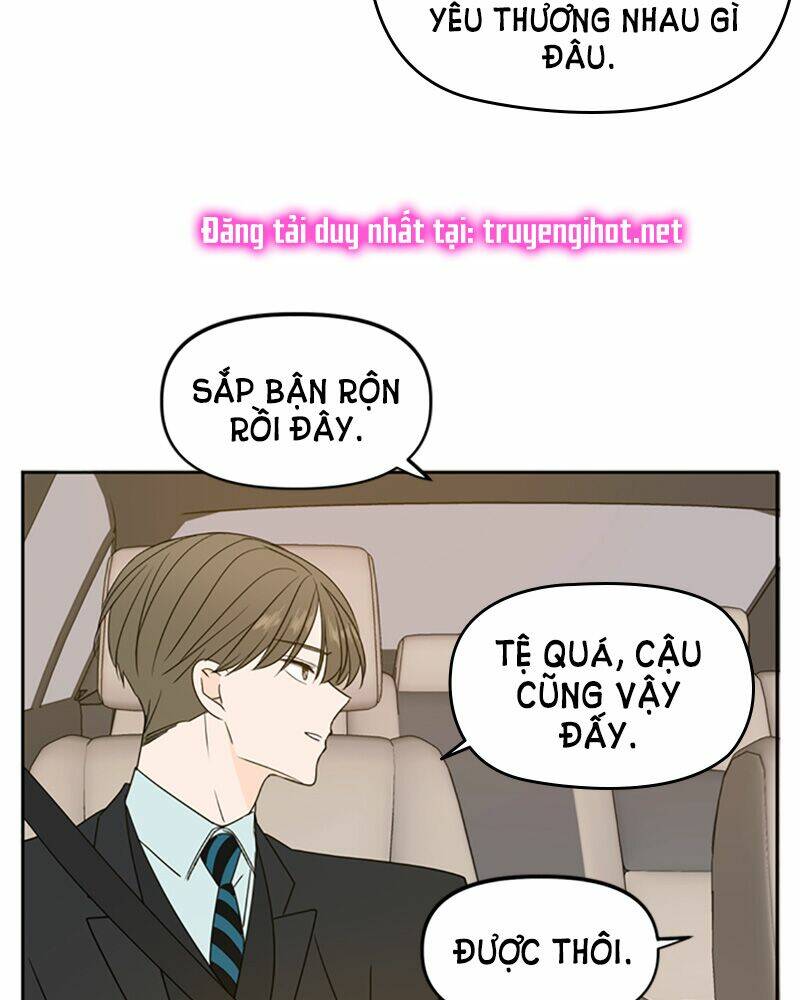 YÊU THƯƠNG NHAU GÌ
ĐÂU.
Đăng tải duy nhất tại: truyengihot.net
SẮP BẬN RỘN
RỒI ĐÂY.
TỆ QUÁ, CẬU
CŨNG VẬY
ĐẤY.
ĐƯỢC THÔI.